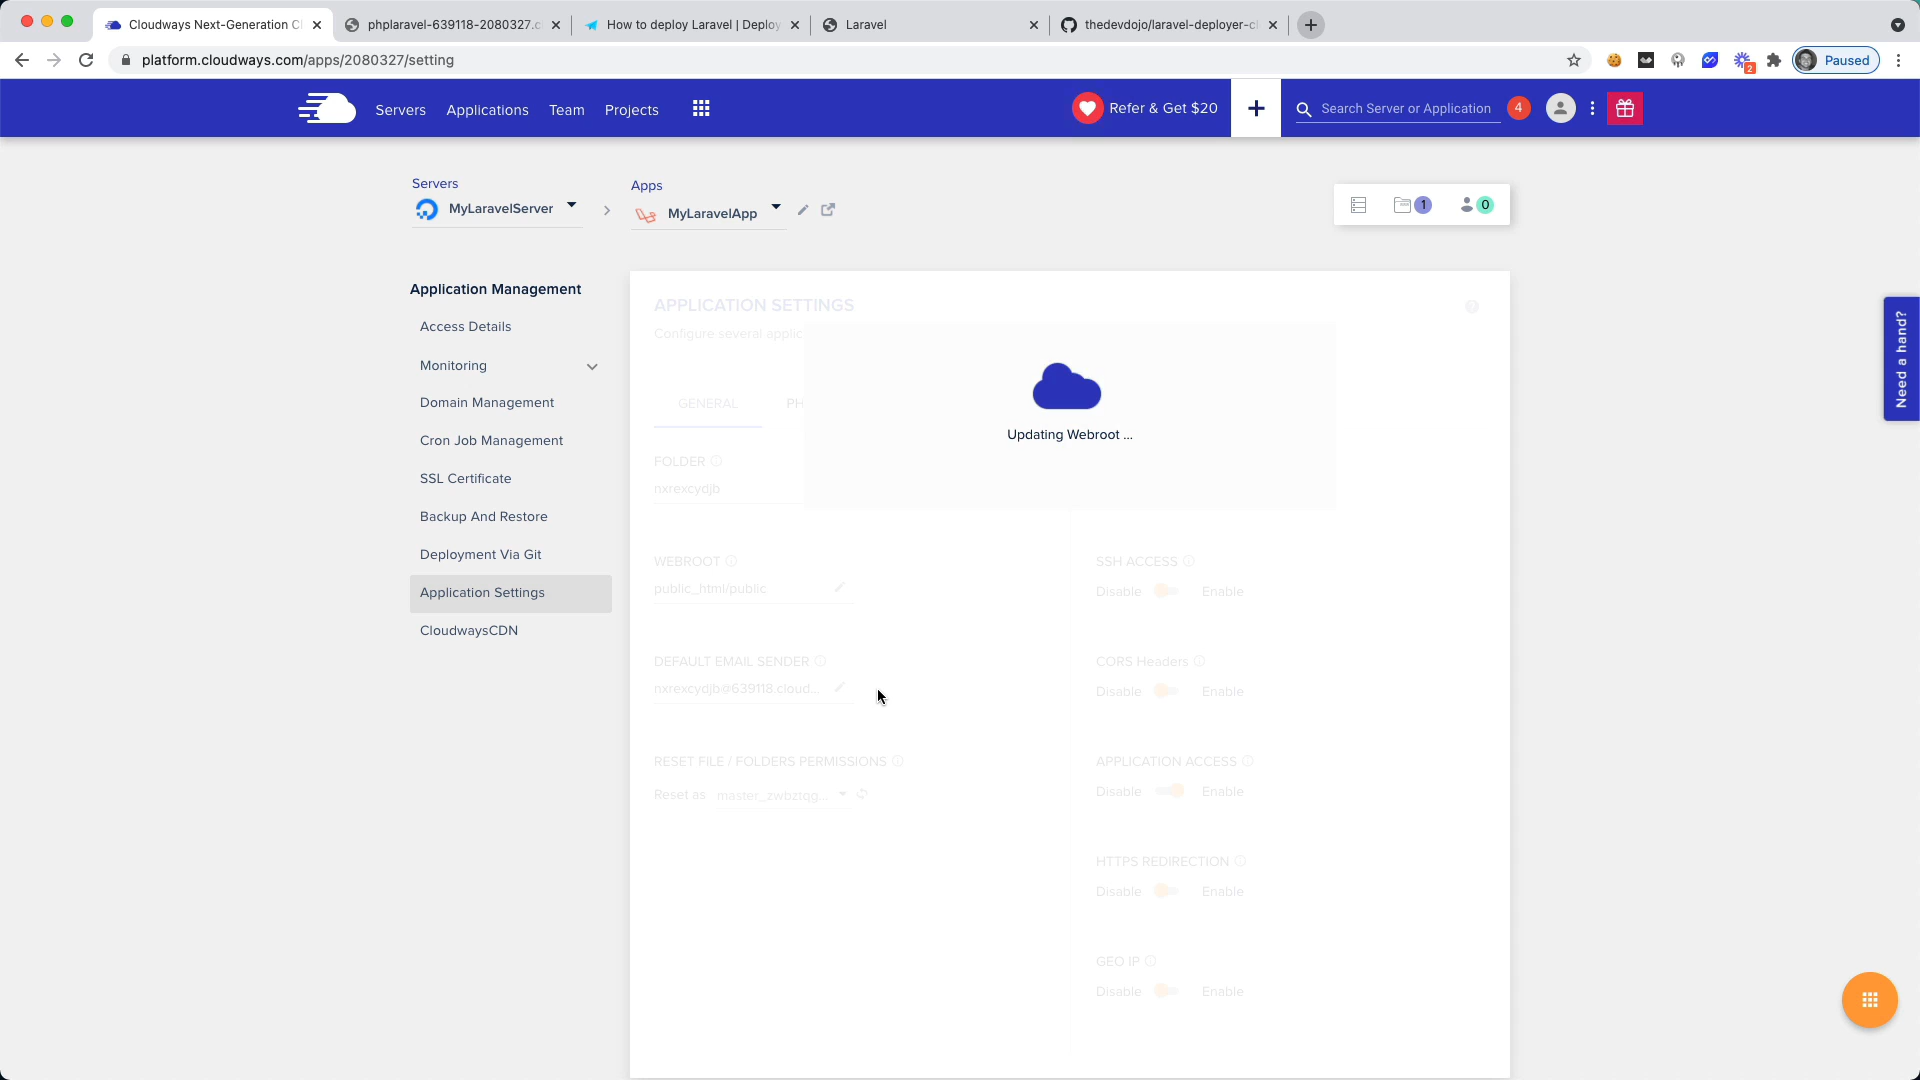 Cloudways Next-Generation Cl
phplaravel-639118-2080327.c
How to deploy Laravel | Deploy
Laravel
thedevdojo/laravel-deployer-cl
platform.cloudways.com/apps/2080327/setting
2
Paused
Servers
Applications
Team
Projects
Refer & Get $20
Search Server or Application
4
Servers
MyLaravelServer
Apps
MyLaravelApp
1
0
Application Management
Access Details
Monitoring
Domain Management
Cron Job Management
SSL Certificate
Backup And Restore
Deployment Via Git
Application Settings
CloudwaysCDN
APPLICATION SETTINGS
Configure several applic
GENERAL
PH
Updating Webroot ...
FOLDER
nxrexcydjb
WEBROOT
public_html/public
DEFAULT EMAIL SENDER
nxrexcydjb@639118.cloud...
RESET FILE / FOLDERS PERMISSIONS
Reset as master_zwbztqg...
SSH ACCESS
Disable Enable
CORS Headers
Disable Enable
APPLICATION ACCESS
Disable Enable
HTTPS REDIRECTION
Disable Enable
GEO IP
Disable Enable
Need a hand?